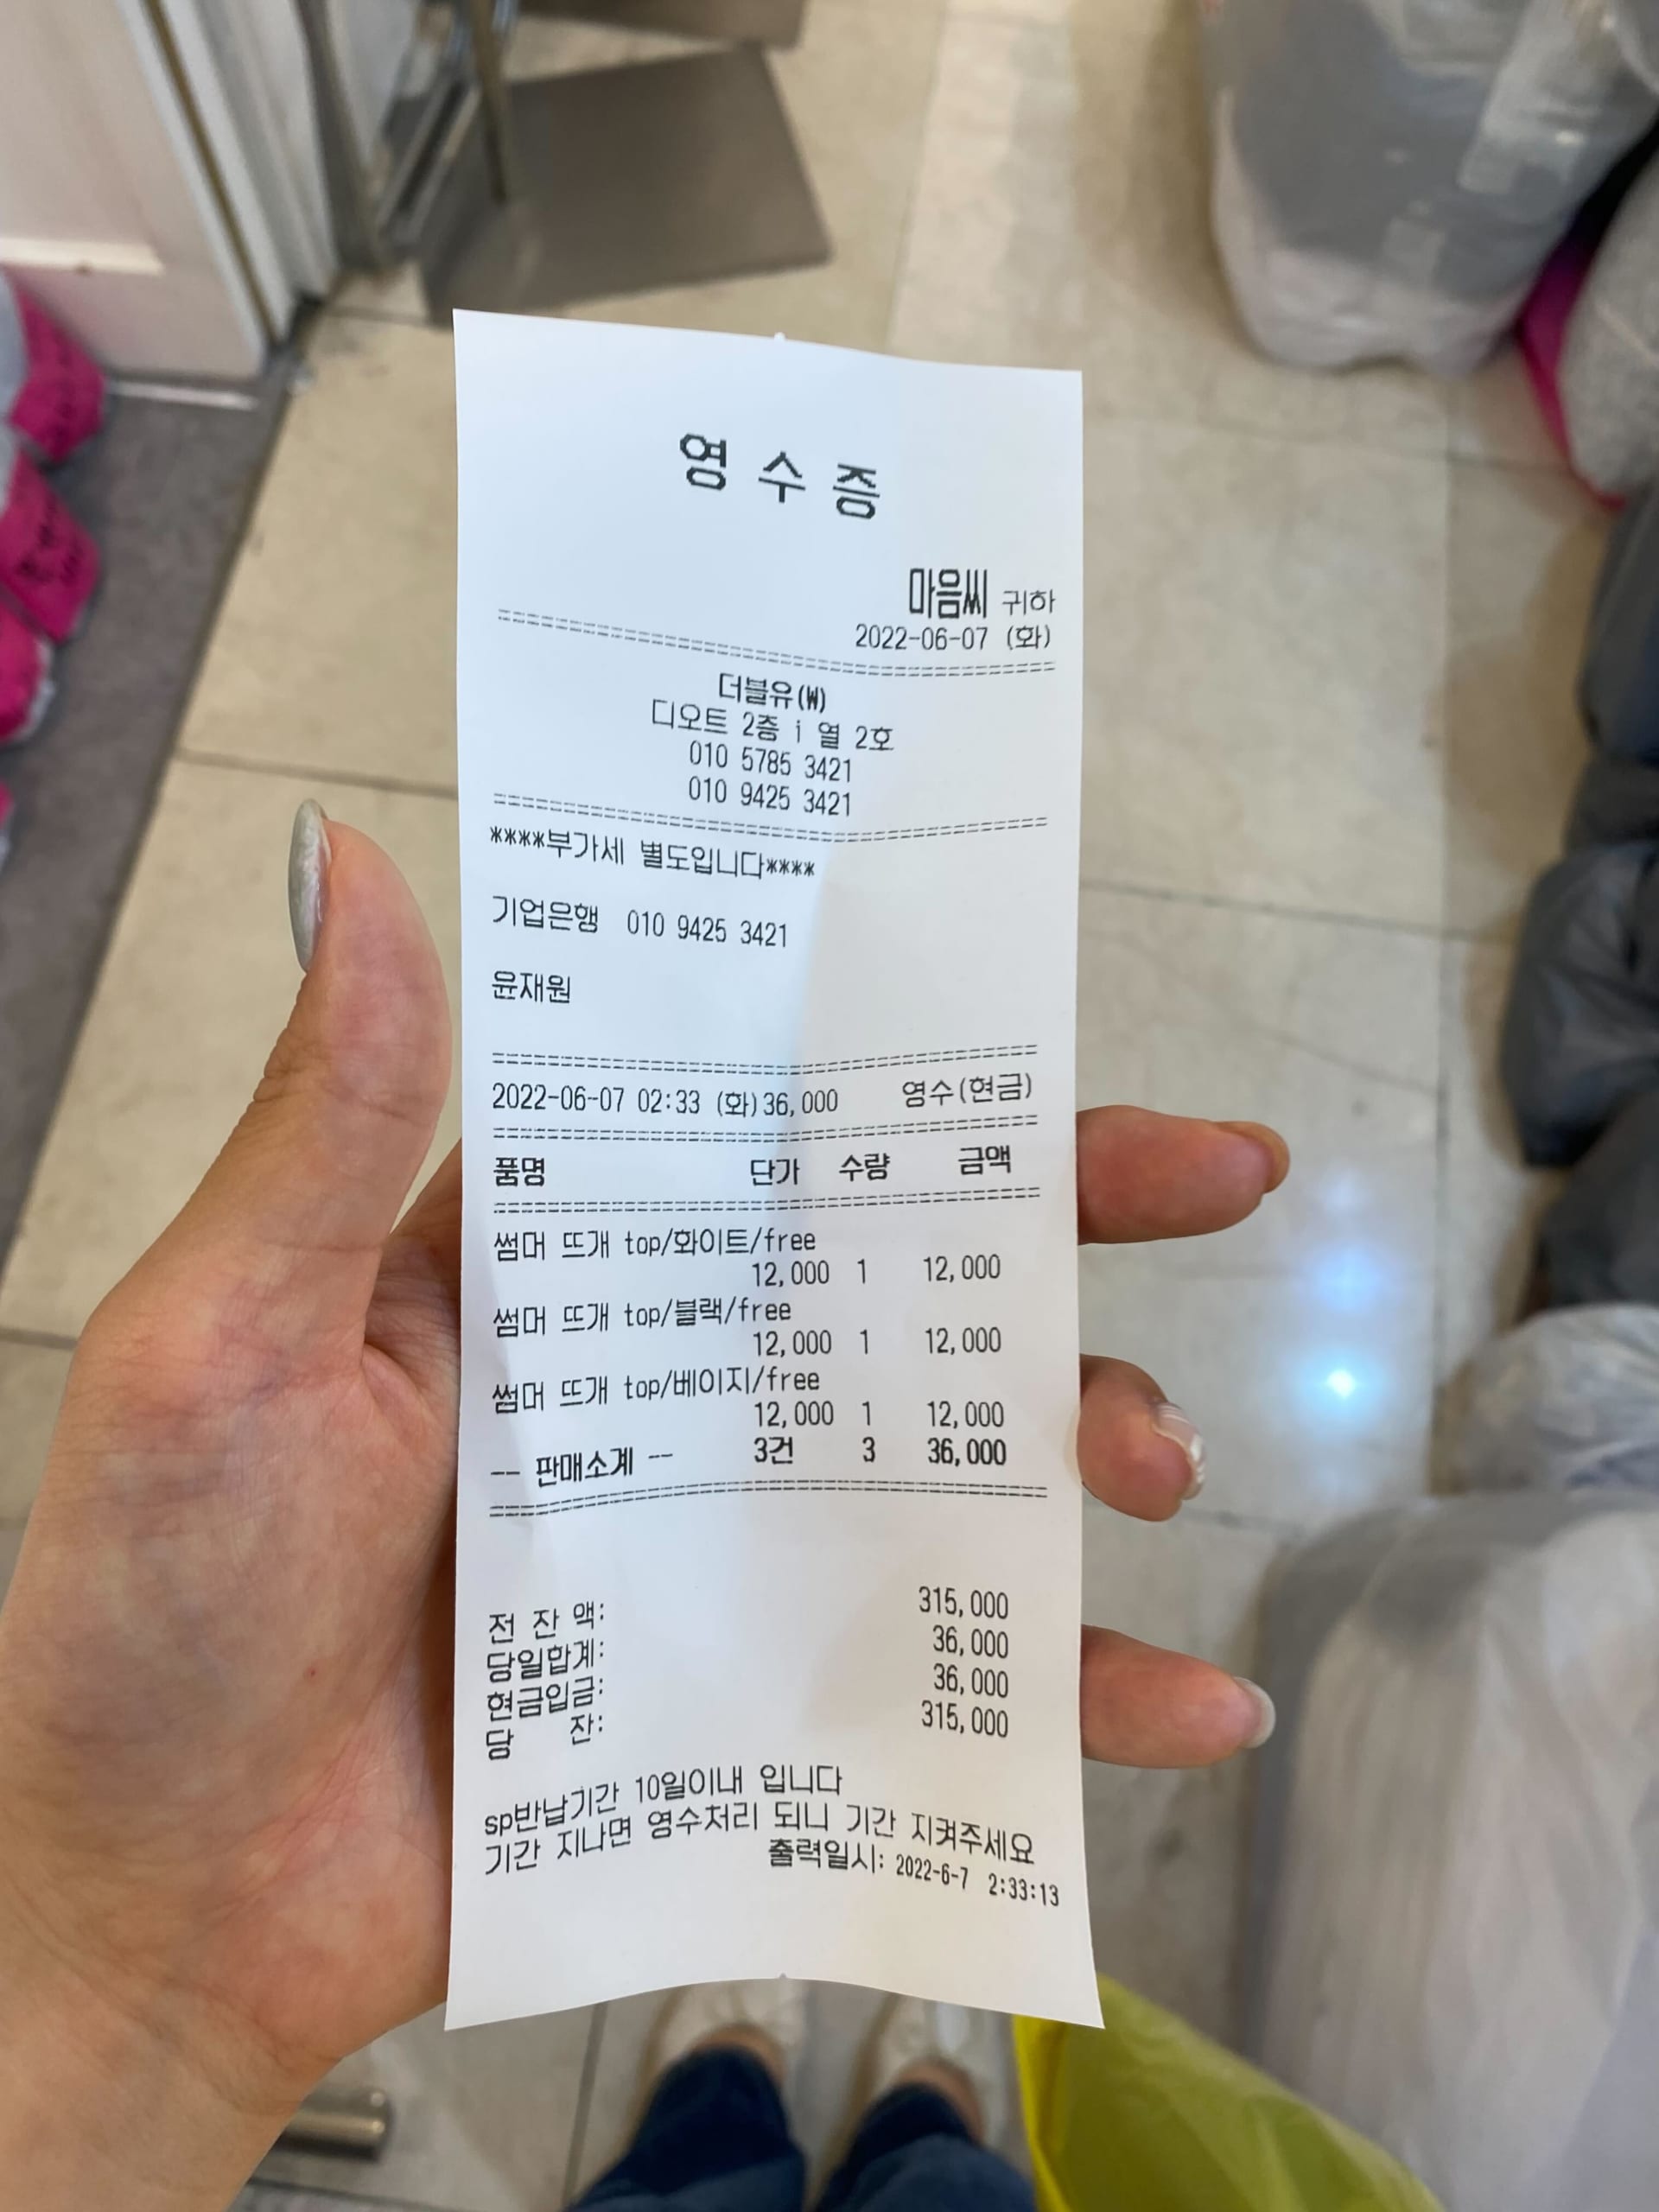 영 수 증
마음씨 귀하
2022-06-07 (화)
더블유(W)
디오트 2층 i 열 2호
010 5785 3421
010 9425 3421
****부가세 별도입니다****
기업은행 010 9425 3421
윤재원
2022-06-07 02:33 (화)36,000 영수(현금)
품명 단가 수량 금액
썸머 뜨개 top/화이트/free
12,000 1 12,000
썸머 뜨개 top/블랙/free
12,000 1 12,000
썸머 뜨개 top/베이지/free
12,000 1 12,000
-- 판매소계 -- 3건 3 36,000
전 잔 액: 315,000
당일합계: 36,000
현금입금: 36,000
당 잔: 315,000
sp반납기간 10일이내 입니다
기간 지나면 영수처리 되니 기간 지켜주세요
출력일시: 2022-6-7 2:33:13